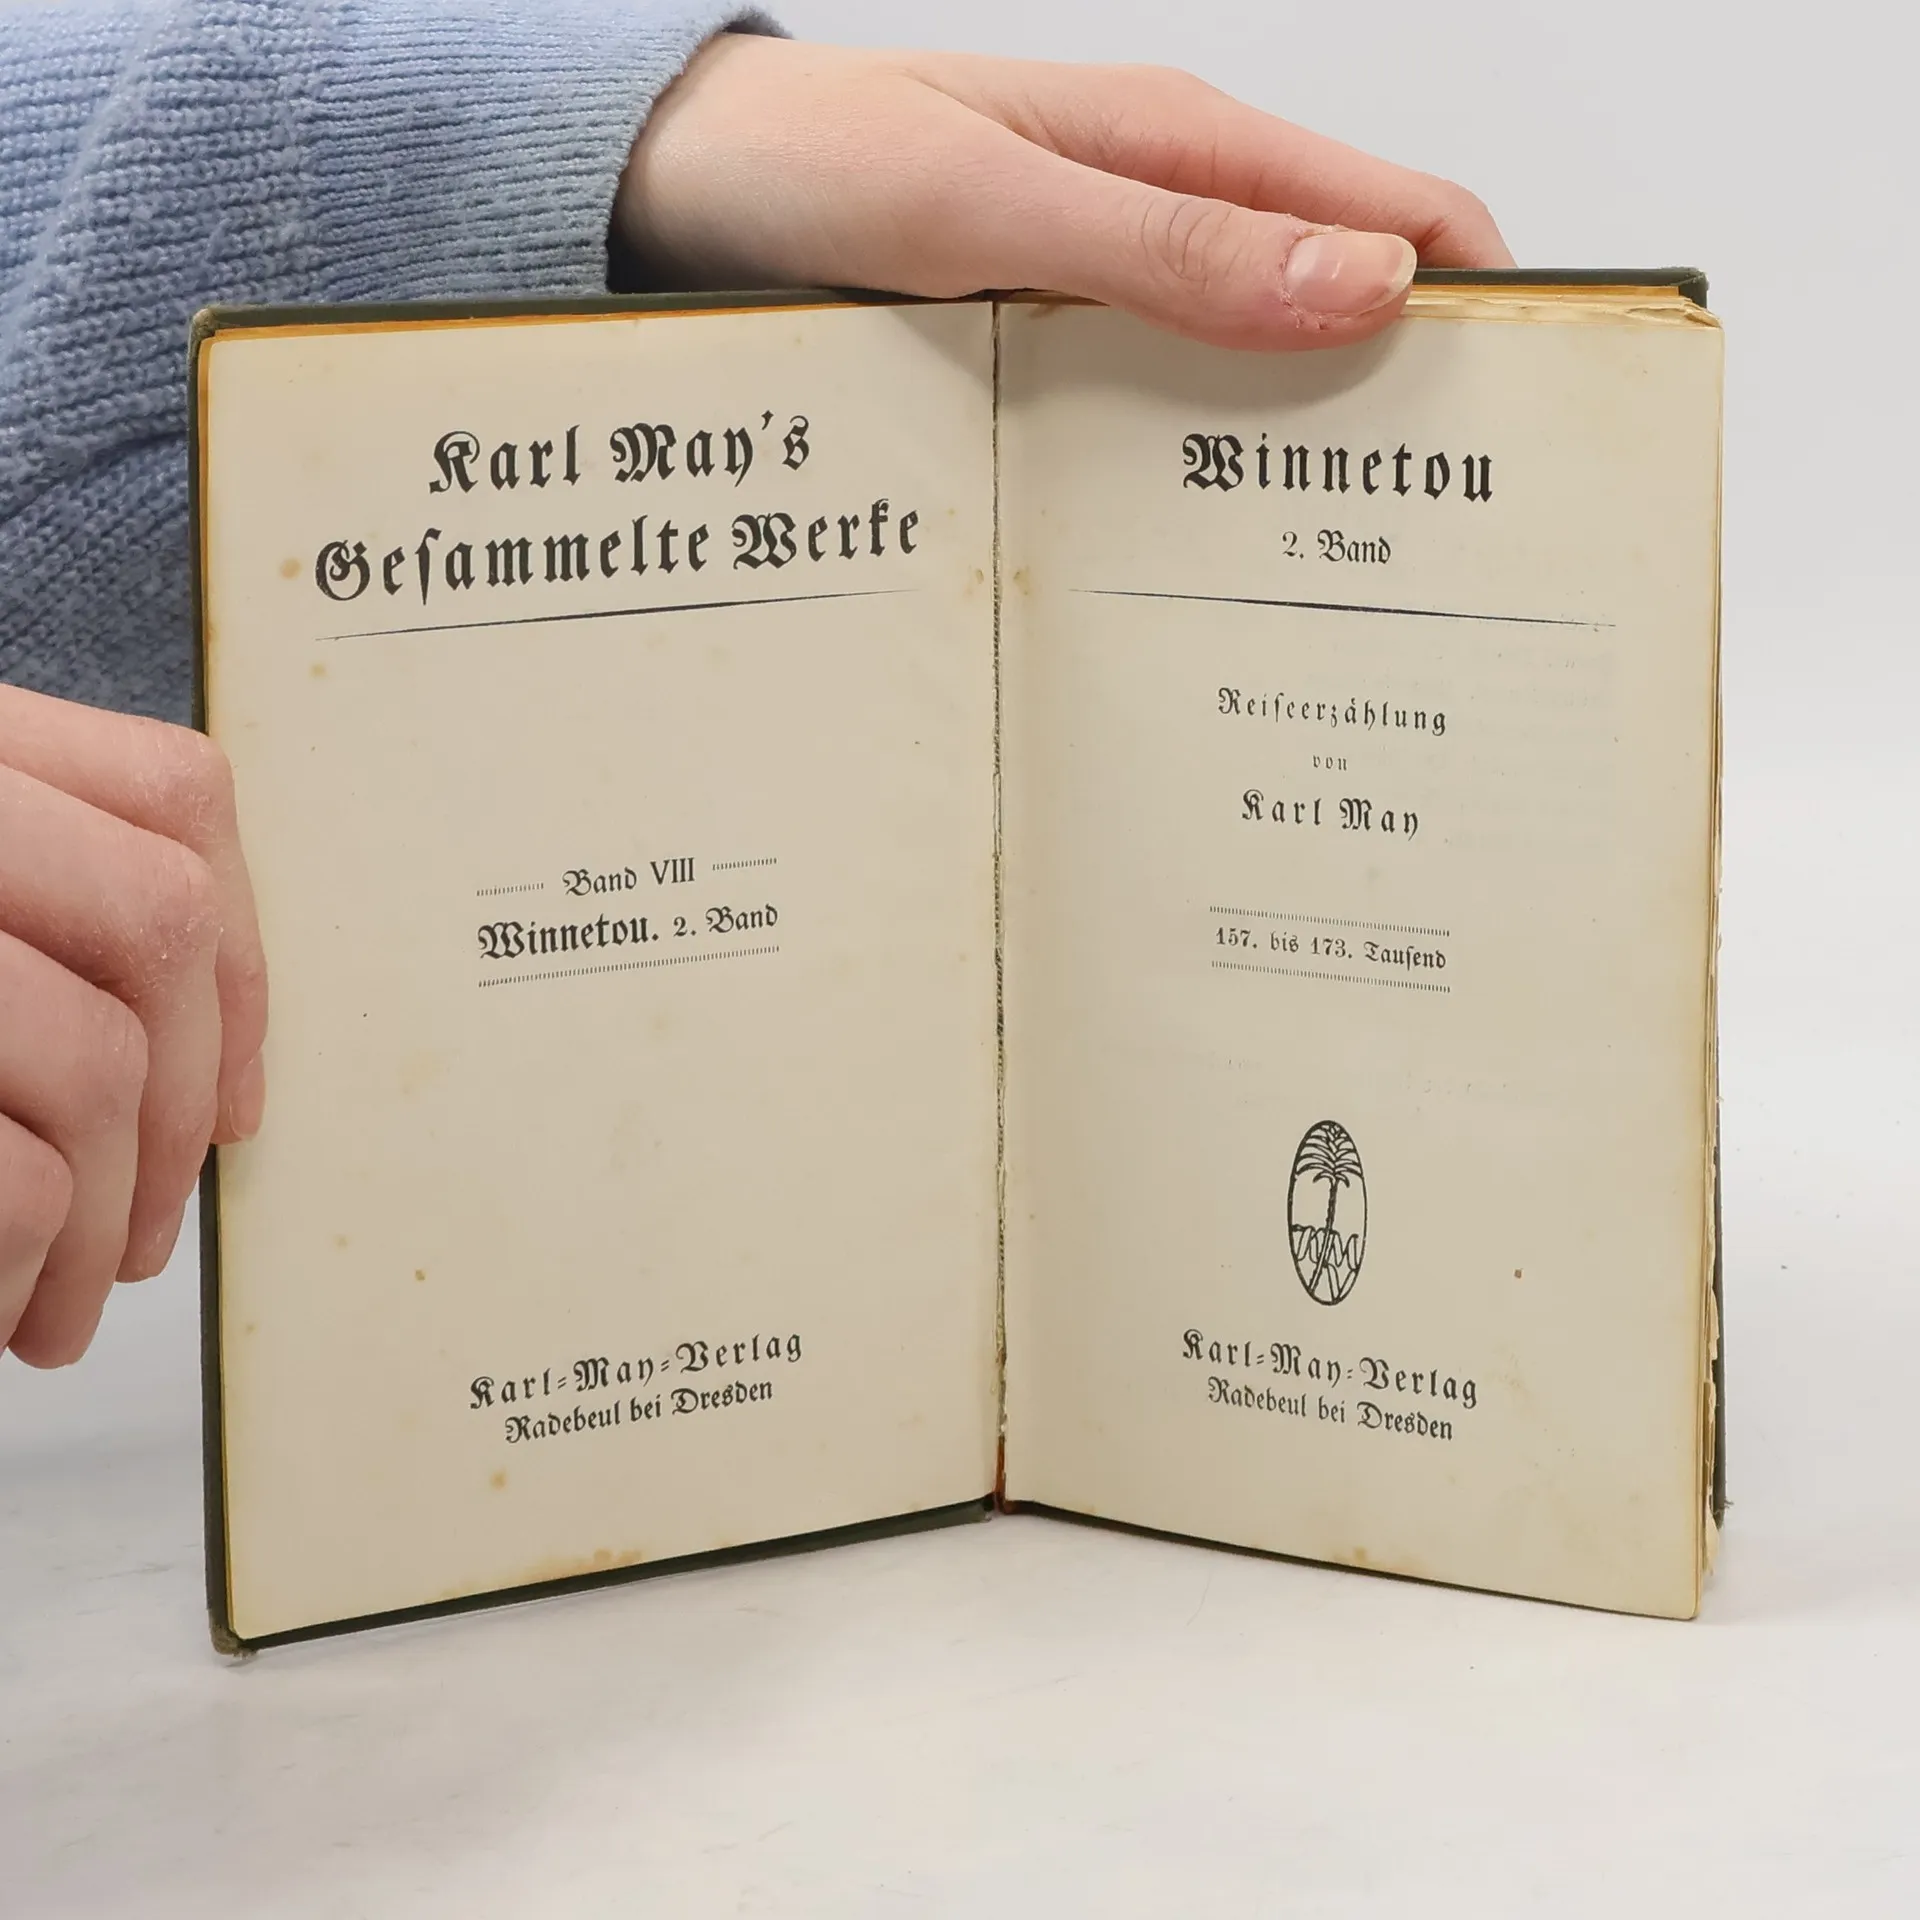 Karl May's
Gesammelte Werke
Band VIII
Winnetou. 2. Band
Karl-May-Verlag
Radebeul bei Dresden
Winnetou
2. Band
Reiseerzählung
von
Karl May
157. bis 173. Tausend
KMV
Karl-May-Verlag
Radebeul bei Dresden